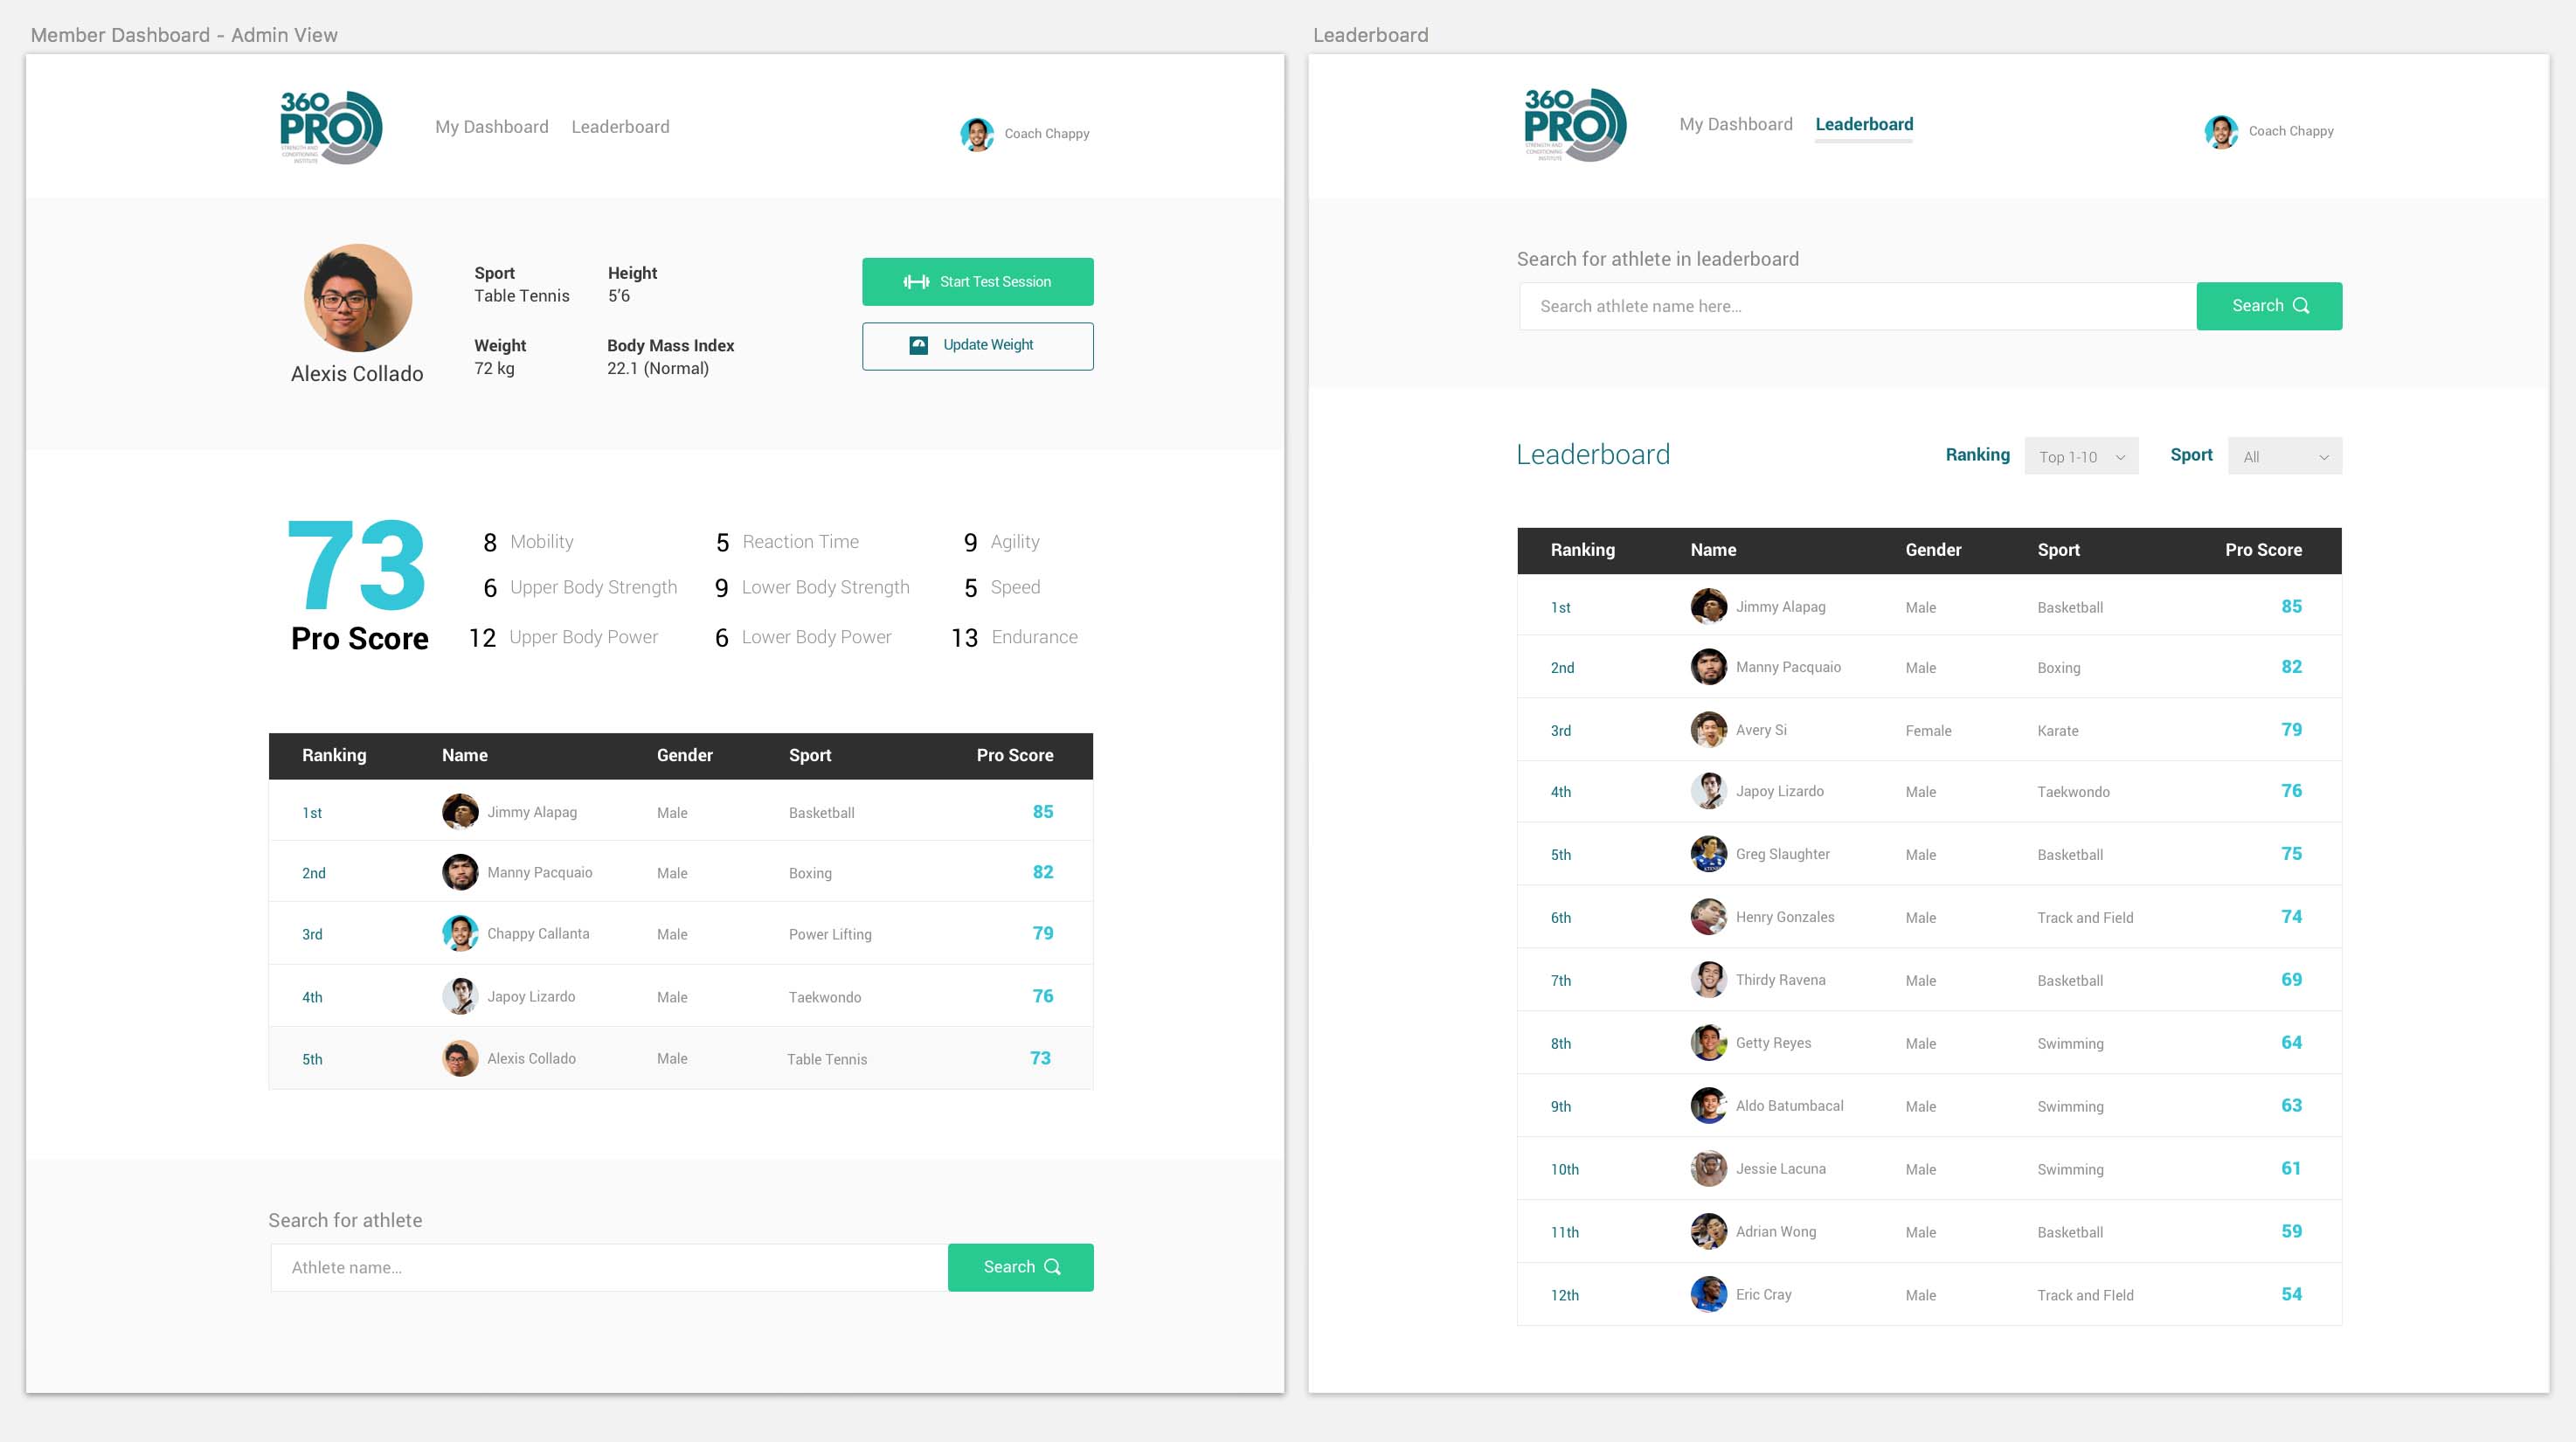 Member Dashboard - Admin View
360
PRO
STRENGTH AND
CONDITIONING
INSTITUTE
My Dashboard
Leaderboard
Coach Chappy
Alexis Collado
Sport
Table Tennis
Height
5’6
Weight
72 kg
Body Mass Index
22.1 (Normal)
Start Test Session
Update Weight
73
Pro Score
8 Mobility
5 Reaction Time
9 Agility
6 Upper Body Strength
9 Lower Body Strength
5 Speed
12 Upper Body Power
6 Lower Body Power
13 Endurance
Ranking Name Gender Sport Pro Score
1st Jimmy Alapag Male Basketball 85
2nd Manny Pacquaio Male Boxing 82
3rd Chappy Callanta Male Power Lifting 79
4th Japoy Lizardo Male Taekwondo 76
5th Alexis Collado Male Table Tennis 73
Search for athlete
Athlete name...
Search
Leaderboard
360
PRO
STRENGTH AND
CONDITIONING
INSTITUTE
My Dashboard
Leaderboard
Coach Chappy
Search for athlete in leaderboard
Search athlete name here...
Search
Leaderboard
Ranking Top 1-10
Sport All
Ranking Name Gender Sport Pro Score
1st Jimmy Alapag Male Basketball 85
2nd Manny Pacquaio Male Boxing 82
3rd Avery Si Female Karate 79
4th Japoy Lizardo Male Taekwondo 76
5th Greg Slaughter Male Basketball 75
6th Henry Gonzales Male Track and Field 74
7th Thirdy Ravena Male Basketball 69
8th Getty Reyes Male Swimming 64
9th Aldo Batumbacal Male Swimming 63
10th Jessie Lacuna Male Swimming 61
11th Adrian Wong Male Basketball 59
12th Eric Cray Male Track and FIeld 54